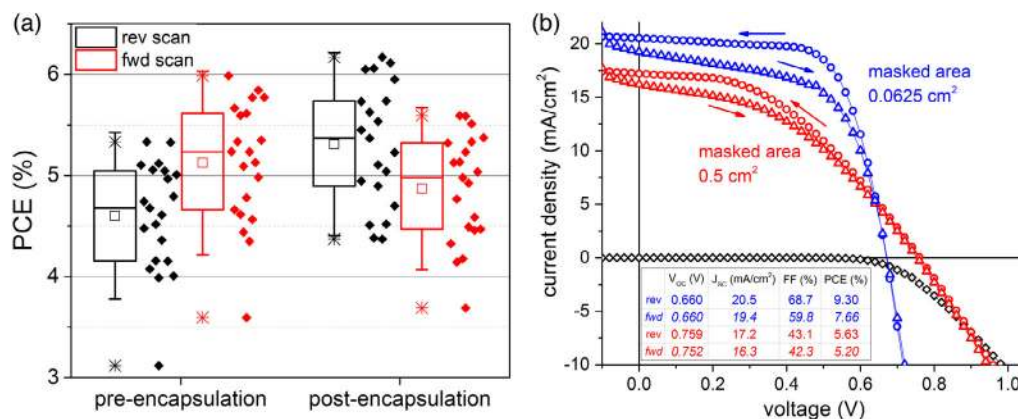 (a)
rev scan
fwd scan
PCE (%)
6
5
4
3
pre-encapsulation
post-encapsulation
(b)
current density (mA/cm²)
20
15
10
5
0
-5
-10
masked area
0.0625 cm²
masked area
0.5 cm²
V_OC (V) J_SC (mA/cm²) FF (%) PCE (%)
rev 0.660 20.5 68.7 9.30
fwd 0.660 19.4 59.8 7.66
rev 0.759 17.2 43.1 5.63
fwd 0.752 16.3 42.3 5.20
0.0 0.2 0.4 0.6 0.8 1.0
voltage (V)